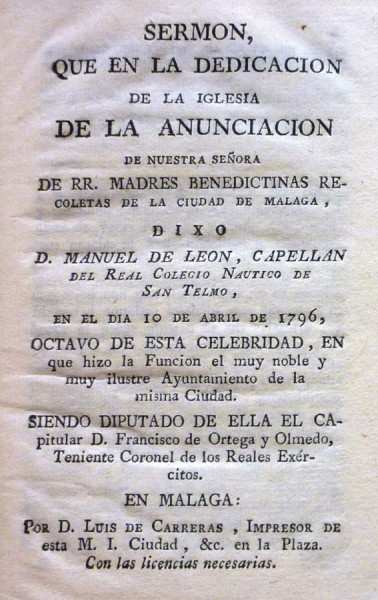 SERMON,
QUE EN LA DEDICACION
DE LA IGLESIA
DE LA ANUNCIACION
DE NUESTRA SEÑORA
DE RR. MADRES BENEDICTINAS RE-
COLETAS DE LA CIUDAD DE MALAGA,
DIXO
D. MANUEL DE LEON, CAPELLAN
DEL REAL COLEGIO NAUTICO DE
SAN TELMO,
EN EL DIA 10 DE ABRIL DE 1796,
OCTAVO DE ESTA CELEBRIDAD, EN
que hizo la Funcion el muy noble y
muy ilustre Ayuntamiento de la
misma Ciudad.
SIENDO DIPUTADO DE ELLA EL CA-
pitular D. Francisco de Ortega y Olmedo,
Teniente Coronel de los Reales Exér-
citos.
EN MALAGA:
POR D. LUIS DE CARRERAS, IMPRESOR DE
esta M. I. Ciudad, &c. en la Plaza.
Con las licencias necesarias.